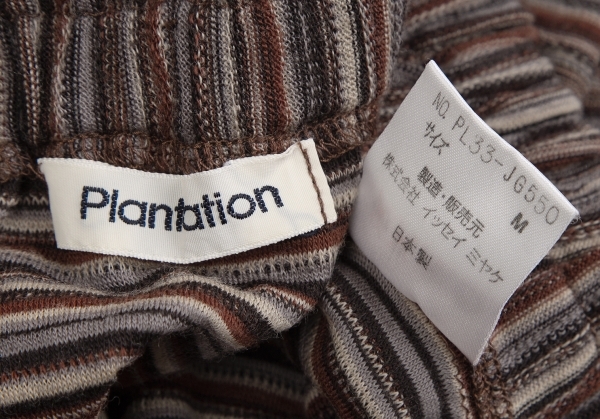 Plantation
NO. PL33-JG550
サイズ M
製造・販売元
株式会社 イッセイ ミヤケ
日本製